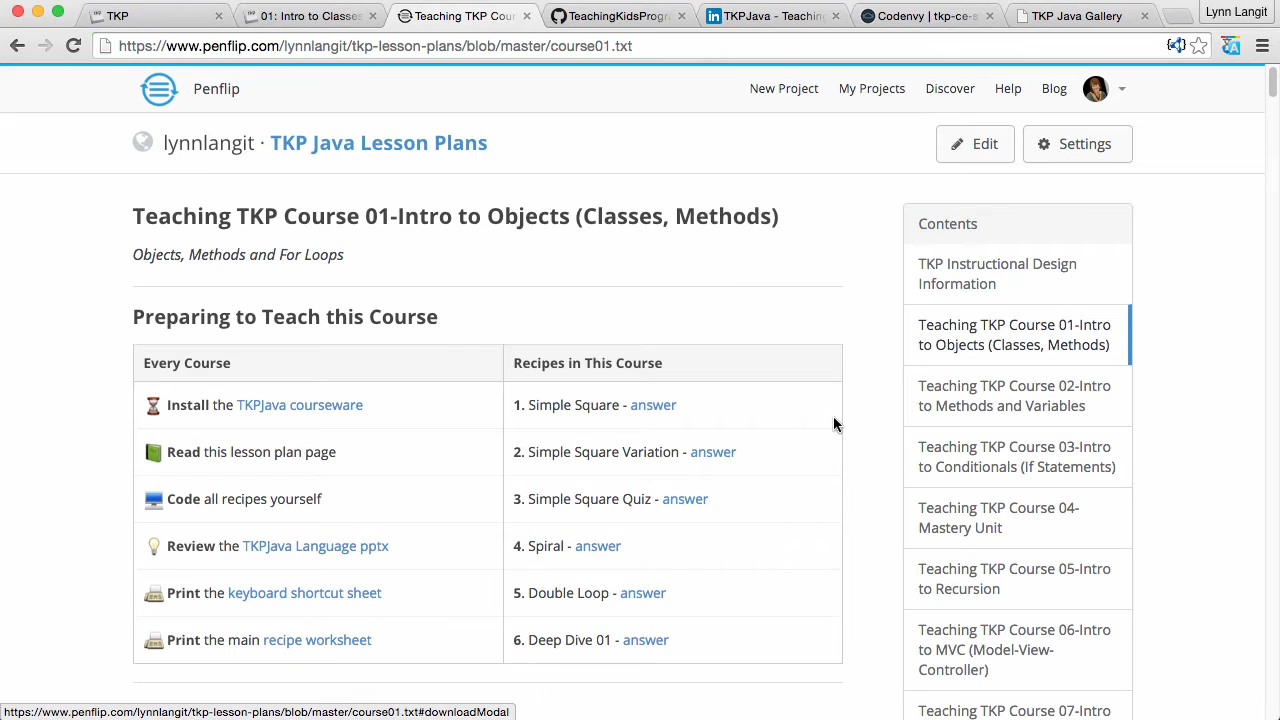 TKP
01: Intro to Classes
Teaching TKP Cour
TeachingKidsProgra
TKPJava - Teaching
Codenvy | tkp-ce-s
TKP Java Gallery
Lynn Langit
https://www.penflip.com/lynnlangit/tkp-lesson-plans/blob/master/course01.txt
Penflip
New Project
My Projects
Discover
Help
Blog
lynnlangit · TKP Java Lesson Plans
Edit
Settings
Teaching TKP Course 01-Intro to Objects (Classes, Methods)
Objects, Methods and For Loops
Preparing to Teach this Course
Every Course
Recipes in This Course
Install the TKPJava courseware
1. Simple Square - answer
Read this lesson plan page
2. Simple Square Variation - answer
Code all recipes yourself
3. Simple Square Quiz - answer
Review the TKPJava Language pptx
4. Spiral - answer
Print the keyboard shortcut sheet
5. Double Loop - answer
Print the main recipe worksheet
6. Deep Dive 01 - answer
Contents
TKP Instructional Design
Information
Teaching TKP Course 01-Intro
to Objects (Classes, Methods)
Teaching TKP Course 02-Intro
to Methods and Variables
Teaching TKP Course 03-Intro
to Conditionals (If Statements)
Teaching TKP Course 04-
Mastery Unit
Teaching TKP Course 05-Intro
to Recursion
Teaching TKP Course 06-Intro
to MVC (Model-View-
Controller)
Teaching TKP Course 07-Intro
https://www.penflip.com/lynnlangit/tkp-lesson-plans/blob/master/course01.txt#downloadModal